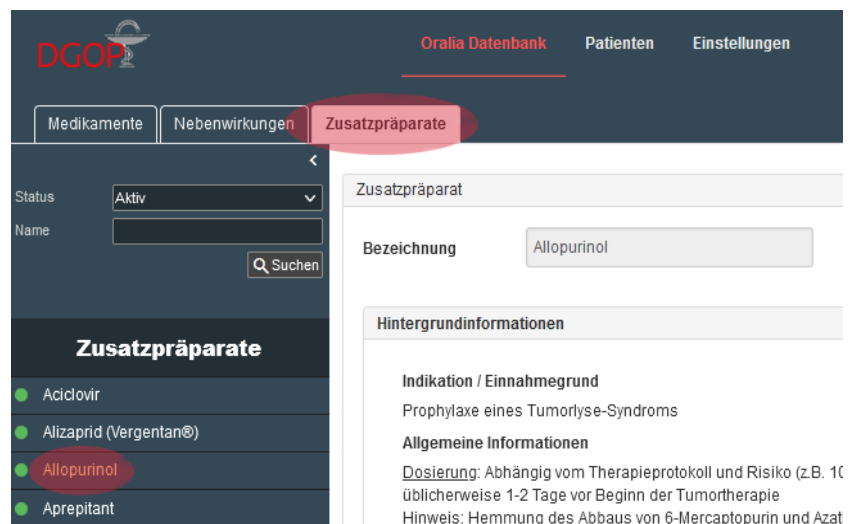 DGOP
Oralia Datenbank Patienten Einstellungen
Medikamente Nebenwirkungen Zusatzpräparate
<
Status Aktiv
Name
Suchen
Zusatzpräparate
Aciclovir
Alizaprid (Vergentan®)
Allopurinol
Aprepitant
Zusatzpräparat
Bezeichnung Allopurinol
Hintergrundinformationen
Indikation / Einnahmegrund
Prophylaxe eines Tumorlyse-Syndroms
Allgemeine Informationen
Dosierung: Abhängig vom Therapieprotokoll und Risiko (z.B. 10
üblicherweise 1-2 Tage vor Beginn der Tumortherapie
Hinweis: Hemmung des Abbaus von 6-Mercaptopurin und Azat